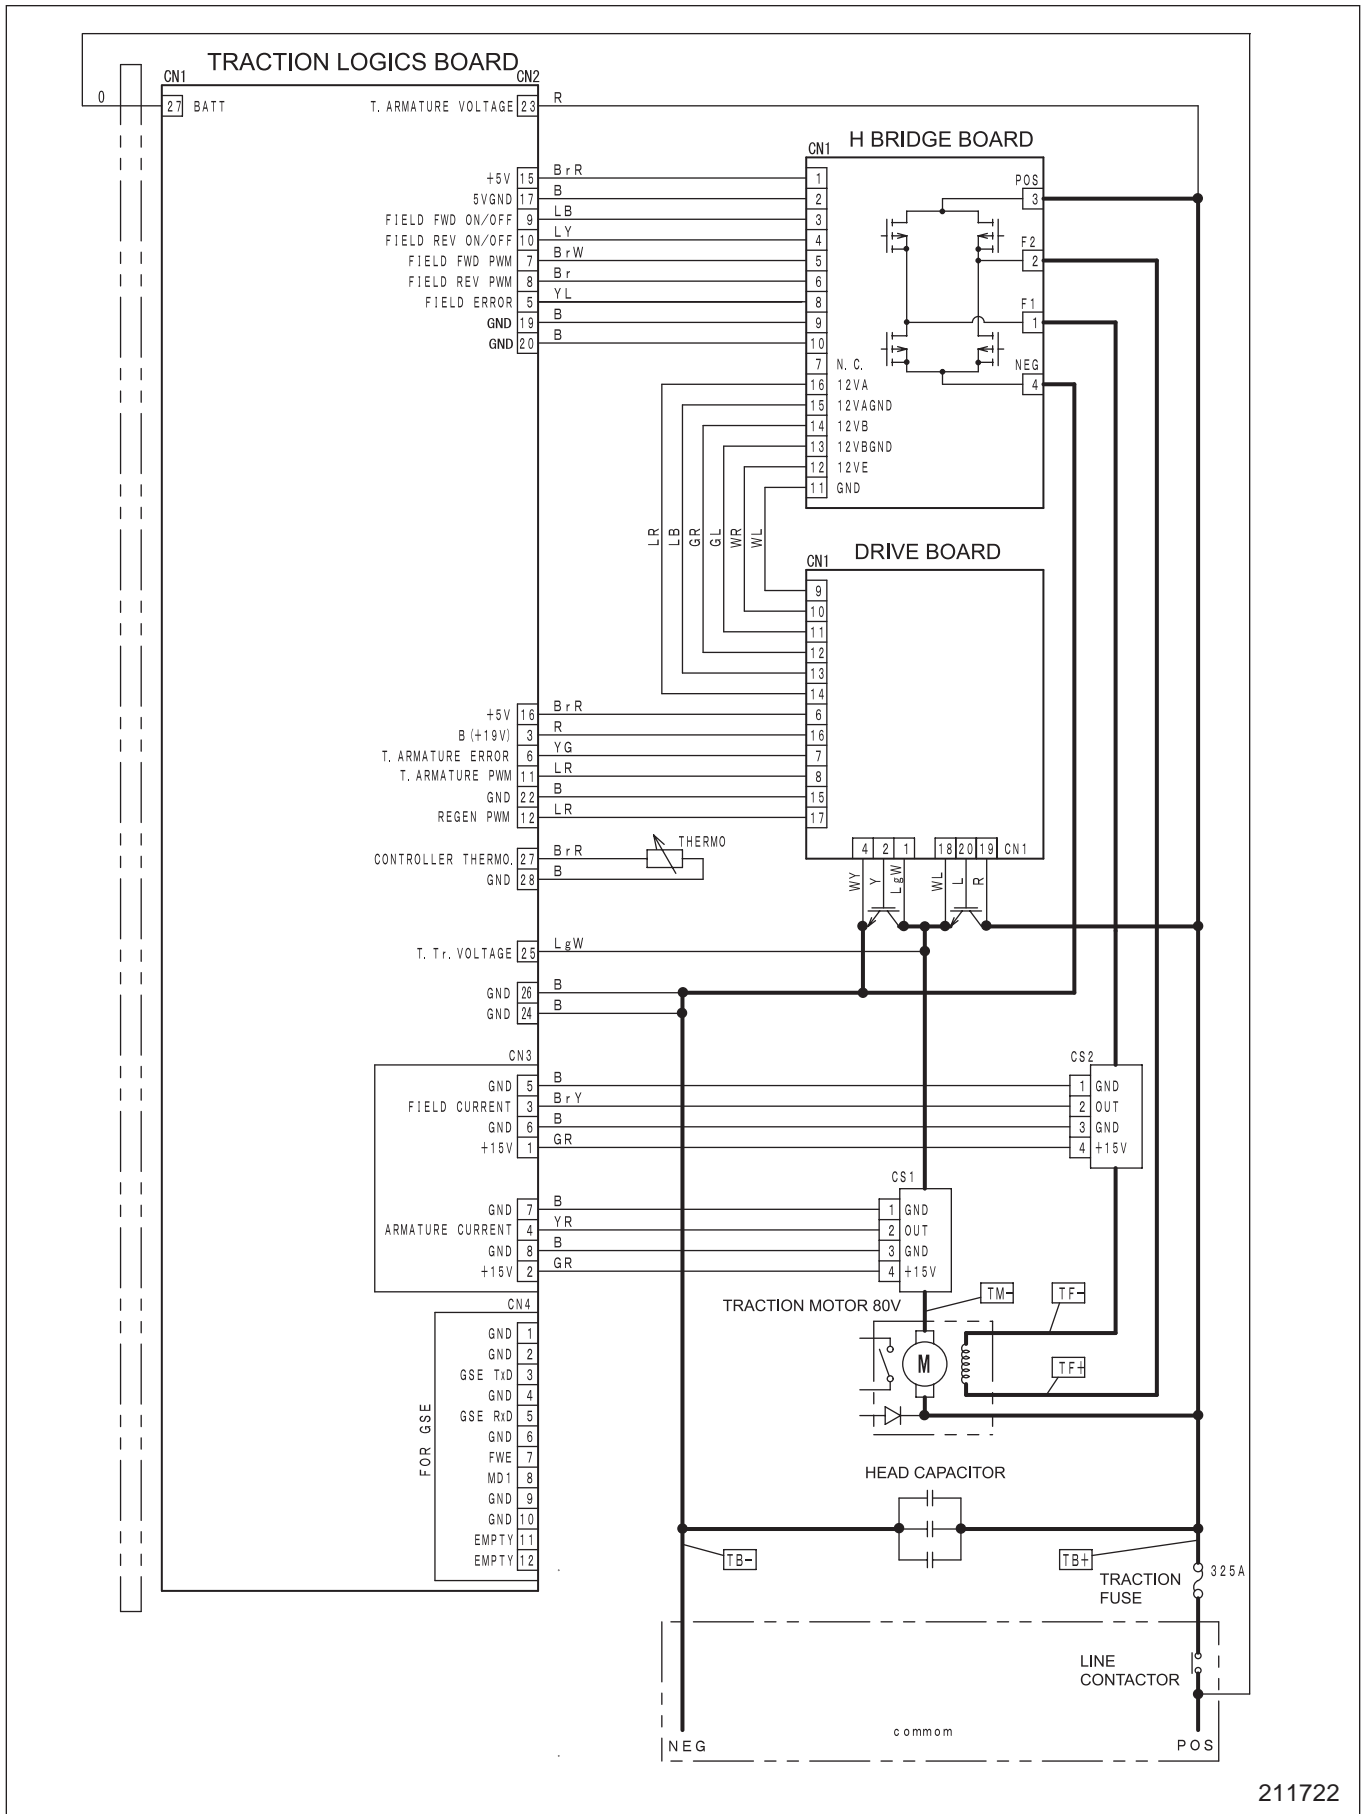 TRACTION LOGICS BOARD
CN1
CN2
0
27 BATT
T. ARMATURE VOLTAGE 23 R
H BRIDGE BOARD
CN1
+5V 15 BrR 1
5VGND 17 B 2
FIELD FWD ON/OFF 9 LB 3
FIELD REV ON/OFF 10 LY 4
FIELD FWD PWM 7 BrW 5
FIELD REV PWM 8 Br 6
FIELD ERROR 5 YL 8
GND 19 B 9
GND 20 B 10
POS
3
F2
2
F1
1
NEG
4
7 N. C.
16 12VA
15 12VAGND
14 12VB
13 12VBGND
12 12VE
11 GND
LR
LB
GR
GL
WR
WL
DRIVE BOARD
CN1
9
10
11
12
13
14
+5V 16 BrR 6
B (+19V) 3 R 16
T. ARMATURE ERROR 6 YG 7
T. ARMATURE PWM 11 LR 8
GND 22 B 15
REGEN PWM 12 LR 17
4 2 1 18 20 19 CN1
WY Y LgW WL L R
THERMO
CONTROLLER THERMO. 27 BrR
GND 28 B
T. Tr. VOLTAGE 25 LgW
GND 26 B
GND 24 B
CN3
CS2
GND 5 B 1 GND
FIELD CURRENT 3 BrY 2 OUT
GND 6 B 3 GND
+15V 1 GR 4 +15V
CS1
GND 7 B 1 GND
ARMATURE CURRENT 4 YR 2 OUT
GND 8 B 3 GND
+15V 2 GR 4 +15V
CN4
TRACTION MOTOR 80V
TM-
TF-
M
TF+
FOR GSE
GND 1
GND 2
GSE TxD 3
GND 4
GSE RxD 5
GND 6
FWE 7
MD1 8
GND 9
GND 10
EMPTY 11
EMPTY 12
HEAD CAPACITOR
TB-
TB+
325A
TRACTION
FUSE
LINE
CONTACTOR
commom
NEG
POS
211722